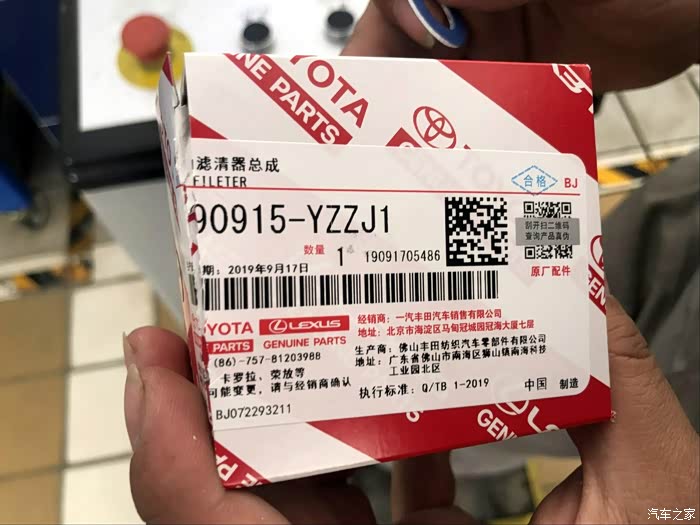 TOYOTA
GENUINE PARTS
滤清器总成
FILETER
合格
BJ
90915-YZZJ1
数量 1
19091705486
刮开扫二维码
查询产品真伪
原厂配件
期: 2019年9月17日
TOYOTA LEXUS
PARTS GENUINE PARTS
(86)-757-81203988
卡罗拉、荣放等
可能变更,请与经销商确认
BJ072293211
经销商: 一汽丰田汽车销售有限公司
地址: 北京市海淀区马甸冠城园冠海大厦七层
生产商: 佛山丰田纺织汽车零部件有限公司
地址: 广东省佛山市南海区狮山镇南海科技
工业园北区
执行标准: Q/TB 1-2019
中国 制造
汽车之家